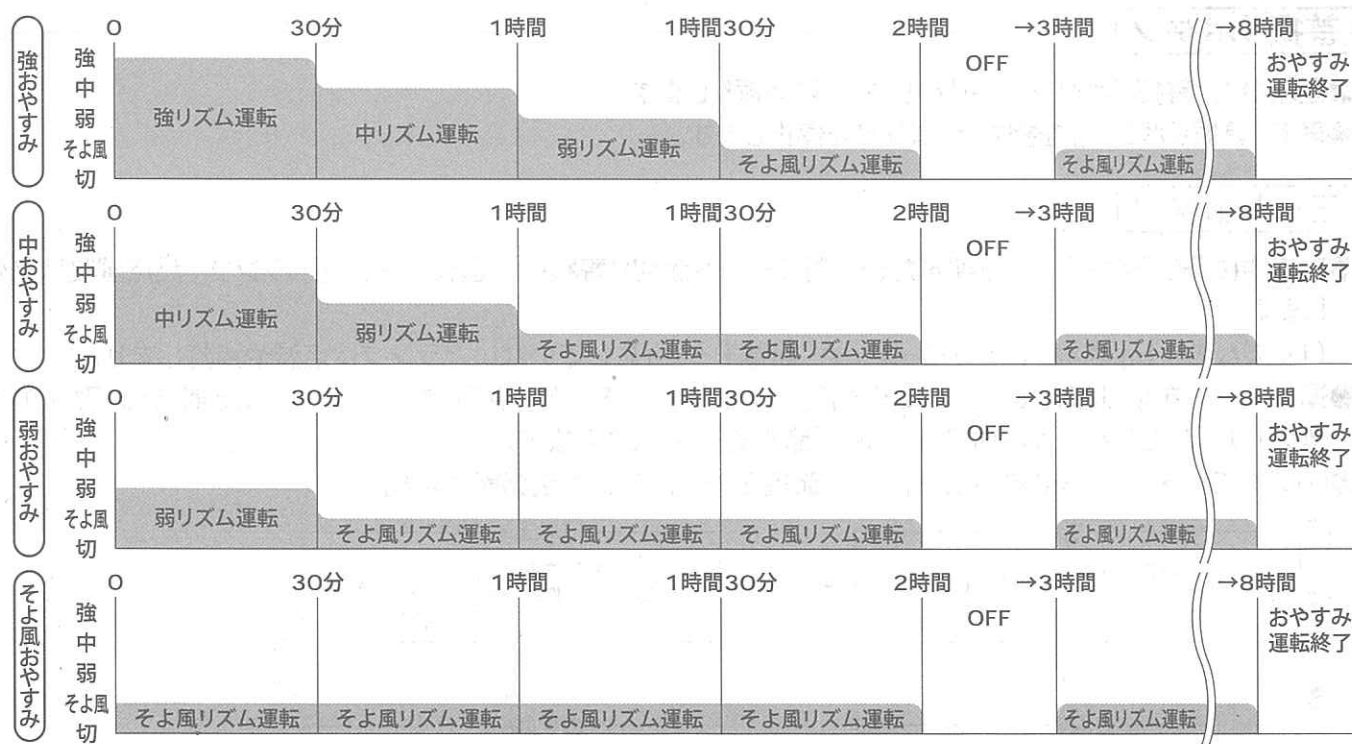 強おやすみ
0 30分 1時間 1時間30分 2時間 →3時間 →8時間
強
中
弱
そよ風
切
強リズム運転
中リズム運転
弱リズム運転
そよ風リズム運転
OFF
そよ風リズム運転
おやすみ
運転終了
中おやすみ
0 30分 1時間 1時間30分 2時間 →3時間 →8時間
強
中
弱
そよ風
切
中リズム運転
弱リズム運転
そよ風リズム運転
そよ風リズム運転
OFF
そよ風リズム運転
おやすみ
運転終了
弱おやすみ
0 30分 1時間 1時間30分 2時間 →3時間 →8時間
強
中
弱
そよ風
切
弱リズム運転
そよ風リズム運転
そよ風リズム運転
そよ風リズム運転
OFF
そよ風リズム運転
おやすみ
運転終了
そよ風おやすみ
0 30分 1時間 1時間30分 2時間 →3時間 →8時間
強
中
弱
そよ風
切
そよ風リズム運転
そよ風リズム運転
そよ風リズム運転
そよ風リズム運転
OFF
そよ風リズム運転
おやすみ
運転終了